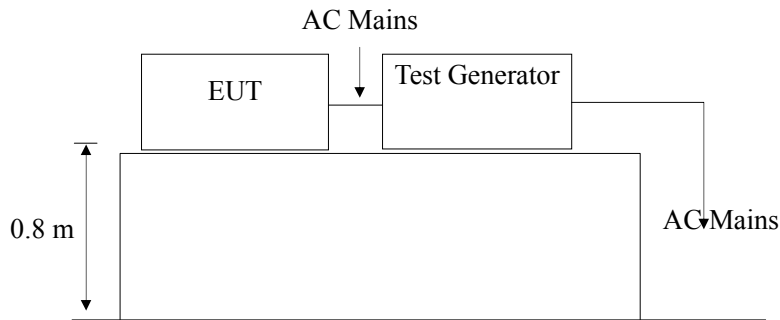 AC Mains
EUT
Test Generator
0.8 m
AC Mains